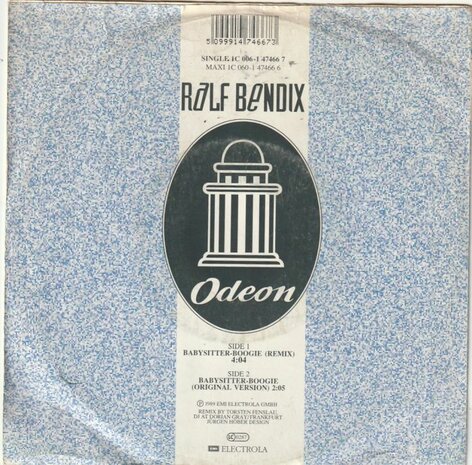 5 099914 746673
SINGLE 1C 006-1 47466 7
MAXI 1C 060-1 47466 6
RaLF BeNDIX
Odeon
SIDE 1
BABYSITTER-BOOGIE (REMIX)
4:04
SIDE 2
BABYSITTER-BOOGIE
(ORIGINAL VERSION) 2:05
Ⓟ 1989 EMI ELECTROLA GMBH
REMIX BY TORSTEN FENSLAU,
DJ AT DORIAN GRAY/FRANKFURT
JÜRGEN HOBER DESIGN
EMI ELECTROLA